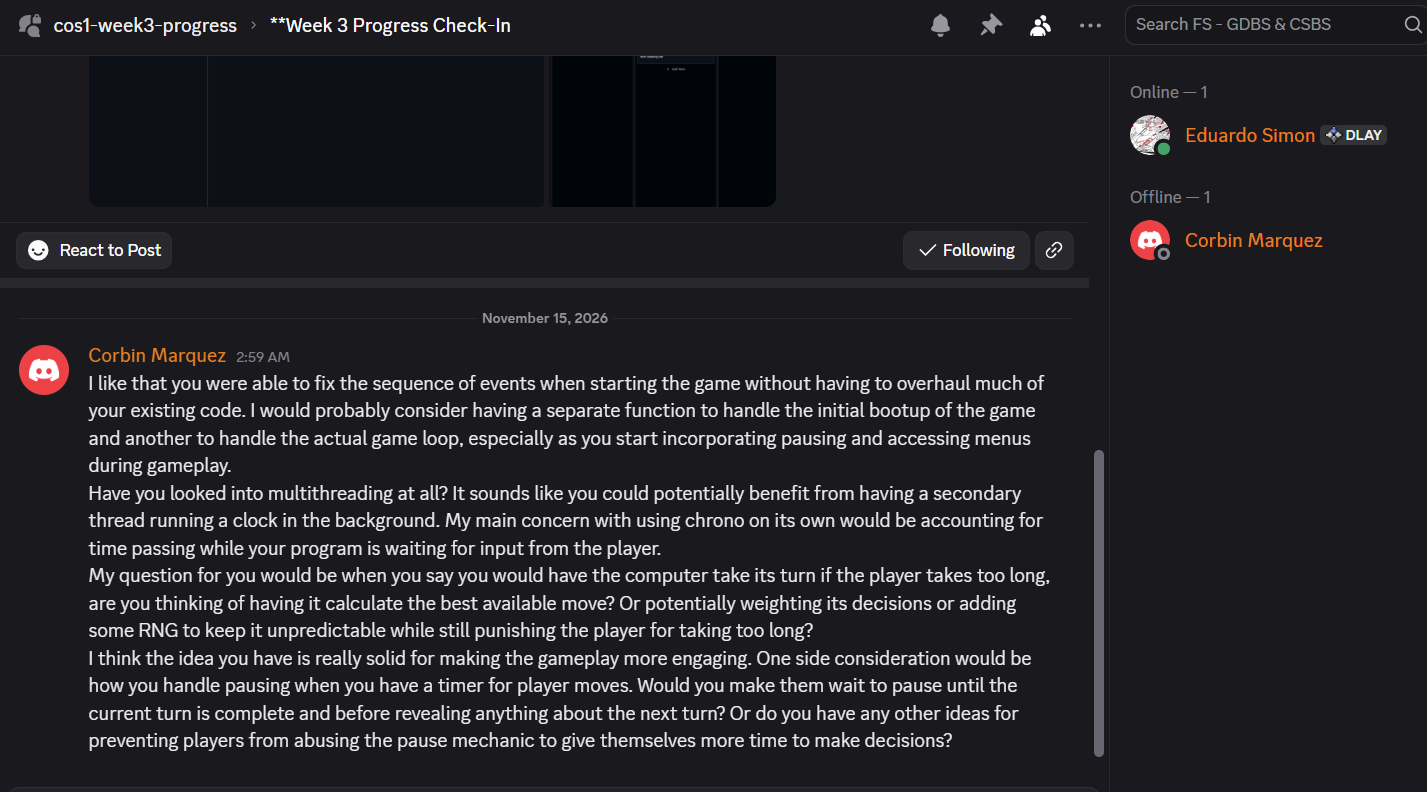 cos1-week3-progress › **Week 3 Progress Check-In
Search FS - GDBS & CSBS
Online — 1
Eduardo Simon DLAY
Offline — 1
Corbin Marquez
React to Post
Following
November 15, 2026
Corbin Marquez 2:59 AM
I like that you were able to fix the sequence of events when starting the game without having to overhaul much of
your existing code. I would probably consider having a separate function to handle the initial bootup of the game
and another to handle the actual game loop, especially as you start incorporating pausing and accessing menus
during gameplay.
Have you looked into multithreading at all? It sounds like you could potentially benefit from having a secondary
thread running a clock in the background. My main concern with using chrono on its own would be accounting for
time passing while your program is waiting for input from the player.
My question for you would be when you say you would have the computer take its turn if the player takes too long,
are you thinking of having it calculate the best available move? Or potentially weighting its decisions or adding
some RNG to keep it unpredictable while still punishing the player for taking too long?
I think the idea you have is really solid for making the gameplay more engaging. One side consideration would be
how you handle pausing when you have a timer for player moves. Would you make them wait to pause until the
current turn is complete and before revealing anything about the next turn? Or do you have any other ideas for
preventing players from abusing the pause mechanic to give themselves more time to make decisions?